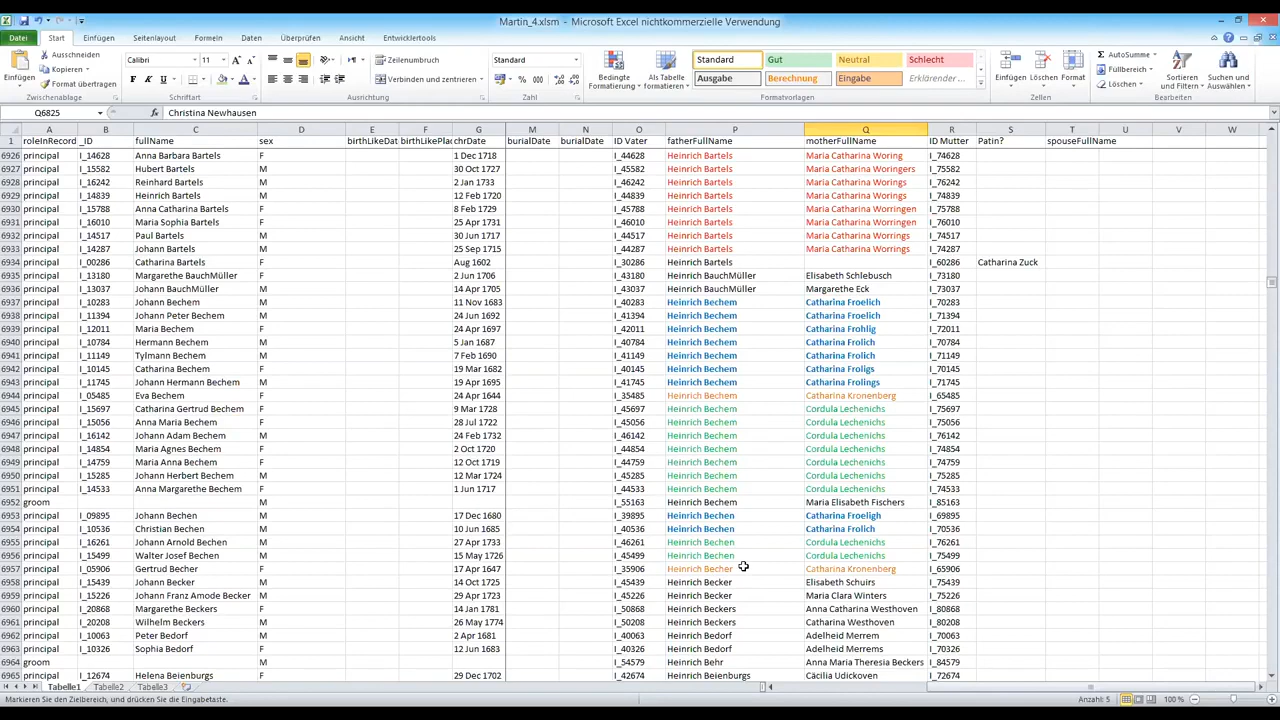 Martin_4.xlsm - Microsoft Excel nichtkommerzielle Verwendung
Datei Start Einfügen Seitenlayout Formeln Daten Überprüfen Ansicht Entwicklertools
Einfügen Ausschneiden Kopieren Format übertragen Calibri 11 Zeilenumbruch Verbinden und zentrieren Standard Bedingte Formatierung Als Tabelle formatieren Standard Gut Neutral Schlecht Einfügen Löschen Format AutoSumme Füllbereich Löschen Sortieren und Filtern Suchen und Auswählen
F K U % 000 Ausgabe Berechnung Eingabe Erklärender ...
Zwischenablage Schriftart Ausrichtung Zahl Formatvorlagen Zellen Bearbeiten
Q6825 fx Christina Newhausen
A B C D E F G M N O P Q R S T U V W
1 roleInRecord _ID fullName sex birthLikeDat birthLikePla chrDate burialDate burialDate ID Vater fatherFullName motherFullName ID Mutter Patin? spouseFullName
6926 principal I_14628 Anna Barbara Bartels F 1 Dec 1718 I_44628 Heinrich Bartels Maria Catharina Woring I_74628
6927 principal I_15582 Hubert Bartels M 30 Oct 1727 I_45582 Heinrich Bartels Maria Catharina Woringers I_75582
6928 principal I_16242 Reinhard Bartels M 2 Jan 1733 I_46242 Heinrich Bartels Maria Catharina Worings I_76242
6929 principal I_14839 Heinrich Bartels M 12 Feb 1720 I_44839 Heinrich Bartels Maria Catharina Worings I_74839
6930 principal I_15788 Anna Catharina Bartels F 8 Feb 1729 I_45788 Heinrich Bartels Maria Catharina Worringen I_75788
6931 principal I_16010 Maria Sophia Bartels F 25 Apr 1731 I_46010 Heinrich Bartels Maria Catharina Worringen I_76010
6932 principal I_14517 Paul Bartels M 30 Jun 1717 I_44517 Heinrich Bartels Maria Catharina Worrings I_74517
6933 principal I_14287 Johann Bartels M 25 Sep 1715 I_44287 Heinrich Bartels Maria Catharina Worrings I_74287
6934 principal I_00286 Catharina Bartels F Aug 1602 I_30286 Heinrich Bartels I_60286 Catharina Zuck
6935 principal I_13180 Margarethe BauchMüller F 2 Jun 1706 I_43180 Heinrich BauchMüller Elisabeth Schlebusch I_73180
6936 principal I_13037 Johann BauchMüller M 14 Apr 1705 I_43037 Heinrich BauchMüller Margarethe Eck I_73037
6937 principal I_10283 Johann Bechem M 11 Nov 1683 I_40283 Heinrich Bechem Catharina Froelich I_70283
6938 principal I_11394 Johann Peter Bechem M 24 Jun 1692 I_41394 Heinrich Bechem Catharina Froelich I_71394
6939 principal I_12011 Maria Bechem F 24 Apr 1697 I_42011 Heinrich Bechem Catharina Frohlig I_72011
6940 principal I_10784 Hermann Bechem M 5 Jan 1687 I_40784 Heinrich Bechem Catharina Frolich I_70784
6941 principal I_11149 Tylmann Bechem M 7 Feb 1690 I_41149 Heinrich Bechem Catharina Frolich I_71149
6942 principal I_10145 Catharina Bechem F 19 Mar 1682 I_40145 Heinrich Bechem Catharina Froligs I_70145
6943 principal I_11745 Johann Hermann Bechem M 19 Apr 1695 I_41745 Heinrich Bechem Catharina Frolings I_71745
6944 principal I_05485 Eva Bechem F 24 Apr 1644 I_35485 Heinrich Bechem Catharina Kronenberg I_65485
6945 principal I_15697 Catharina Gertrud Bechem F 9 Mar 1728 I_45697 Heinrich Bechem Cordula Lechenichs I_75697
6946 principal I_15056 Anna Maria Bechem F 28 Jul 1722 I_45056 Heinrich Bechem Cordula Lechenichs I_75056
6947 principal I_16142 Johann Adam Bechem M 24 Feb 1732 I_46142 Heinrich Bechem Cordula Lechenichs I_76142
6948 principal I_14854 Maria Agnes Bechem F 2 Oct 1720 I_44854 Heinrich Bechem Cordula Lechenichs I_74854
6949 principal I_14759 Maria Anna Bechem F 12 Oct 1719 I_44759 Heinrich Bechem Cordula Lechenichs I_74759
6950 principal I_15285 Johann Herbert Bechem M 12 Mar 1724 I_45285 Heinrich Bechem Cordula Lechenichs I_75285
6951 principal I_14533 Anna Margarethe Bechem F 1 Jun 1717 I_44533 Heinrich Bechem Cordula Lechenichs I_74533
6952 groom M I_55163 Heinrich Bechem Maria Elisabeth Fischers I_85163
6953 principal I_09895 Johann Bechen M 17 Dec 1680 I_39895 Heinrich Bechen Catharina Froeligh I_69895
6954 principal I_10536 Christian Bechen M 10 Jun 1685 I_40536 Heinrich Bechen Catharina Frolich I_70536
6955 principal I_16261 Johann Arnold Bechen M 27 Apr 1733 I_46261 Heinrich Bechen Cordula Lechenichs I_76261
6956 principal I_15499 Walter Josef Bechen M 15 May 1726 I_45499 Heinrich Bechen Cordula Lechenichs I_75499
6957 principal I_05906 Georg Becher M 17 Apr 1647 I_35906 Heinrich Becher Catharina Kronenberg I_65906
6958 principal I_15439 Johann Becker M 14 Oct 1725 I_45439 Heinrich Becker Elisabeth Schuirs I_75439
6959 principal I_15226 Johann Franz Amode Becker M 29 Apr 1723 I_45226 Heinrich Becker Maria Clara Winters I_75226
6960 principal I_20868 Margarethe Beckers F 14 Jan 1781 I_50868 Heinrich Beckers Anna Catharina Westhoven I_80868
6961 principal I_20208 Wilhelm Beckers M 27 Mar 1776 I_50208 Heinrich Beckers Catharina Westhoven I_80208
6962 principal I_10063 Peter Bedorf M 2 Apr 1681 I_40063 Heinrich Bedorf Adelheid Merrem I_70063
6963 principal I_10326 Sophia Bedorf F 12 Jun 1683 I_40326 Heinrich Bedorf Adelheid Merrems I_70326
6964 groom M I_54579 Heinrich Behr Anna Maria Theresia Beckers I_84579
6965 principal I_12674 Helena Beienburgs F 29 Dec 1702 I_42674 Heinrich Beienburgs Cäcilia Udickoven I_72674
Tabelle1 Tabelle2 Tabelle3
Markieren Sie den Zielbereich, und drücken Sie die Eingabetaste. Anzahl: 5 100 %